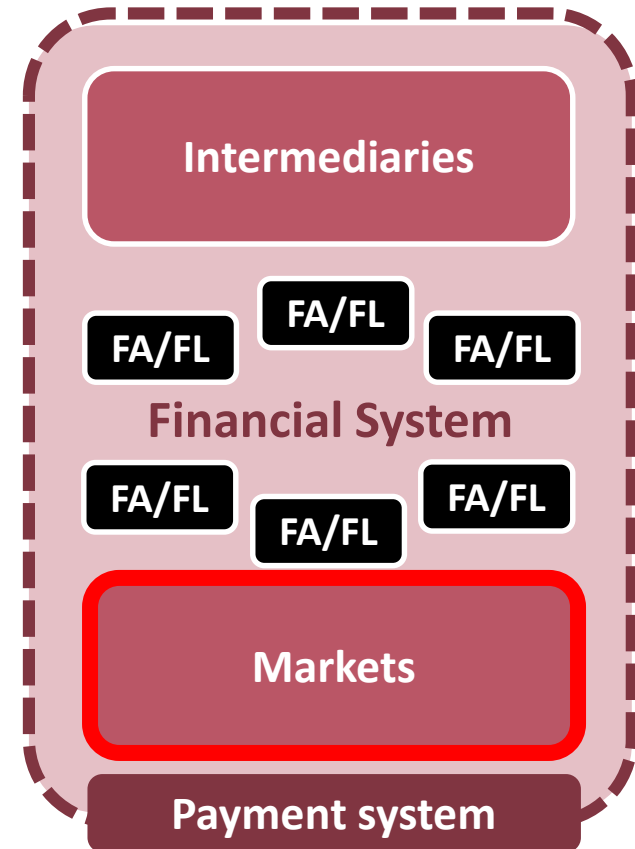 Intermediaries
FA/FL
FA/FL
FA/FL
Financial System
FA/FL
FA/FL
FA/FL
Markets
Payment system